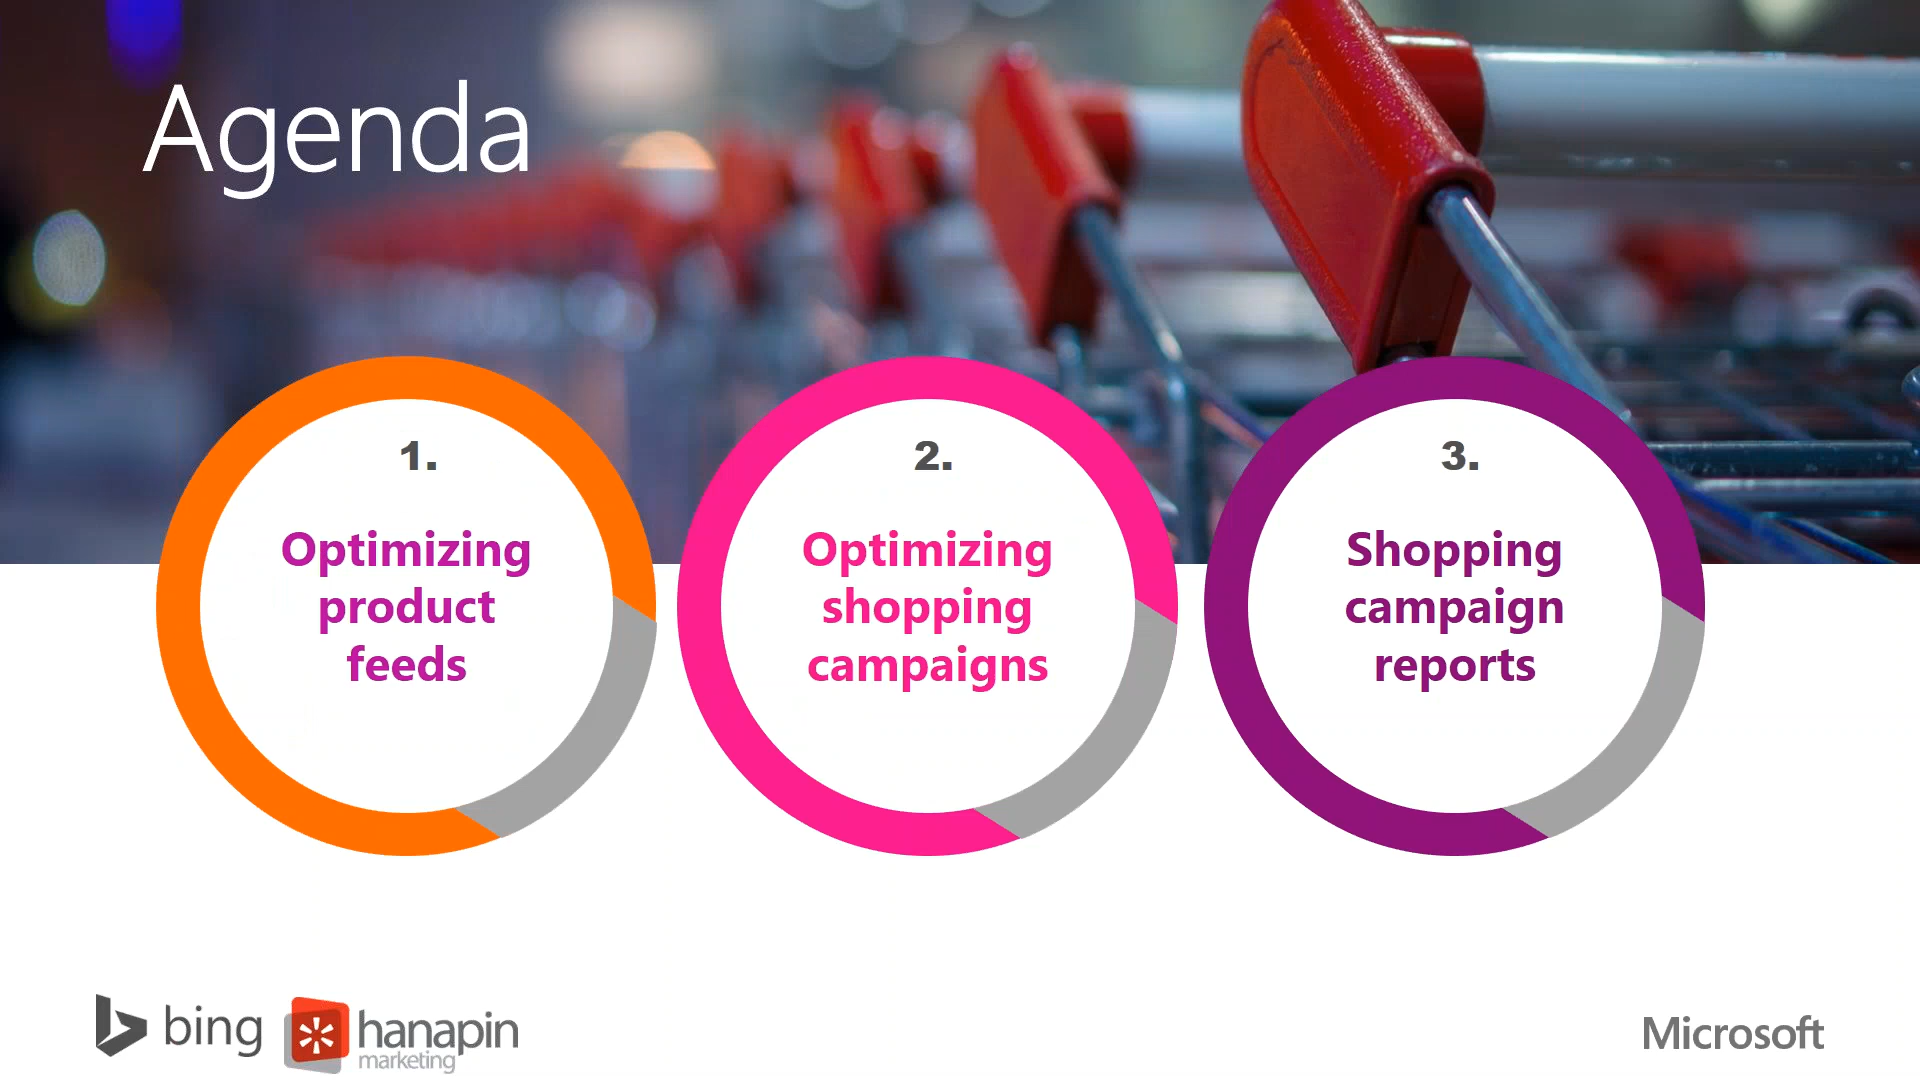 Agenda
1.
Optimizing
product
feeds
2.
Optimizing
shopping
campaigns
3.
Shopping
campaign
reports
bing
hanapin
marketing
Microsoft